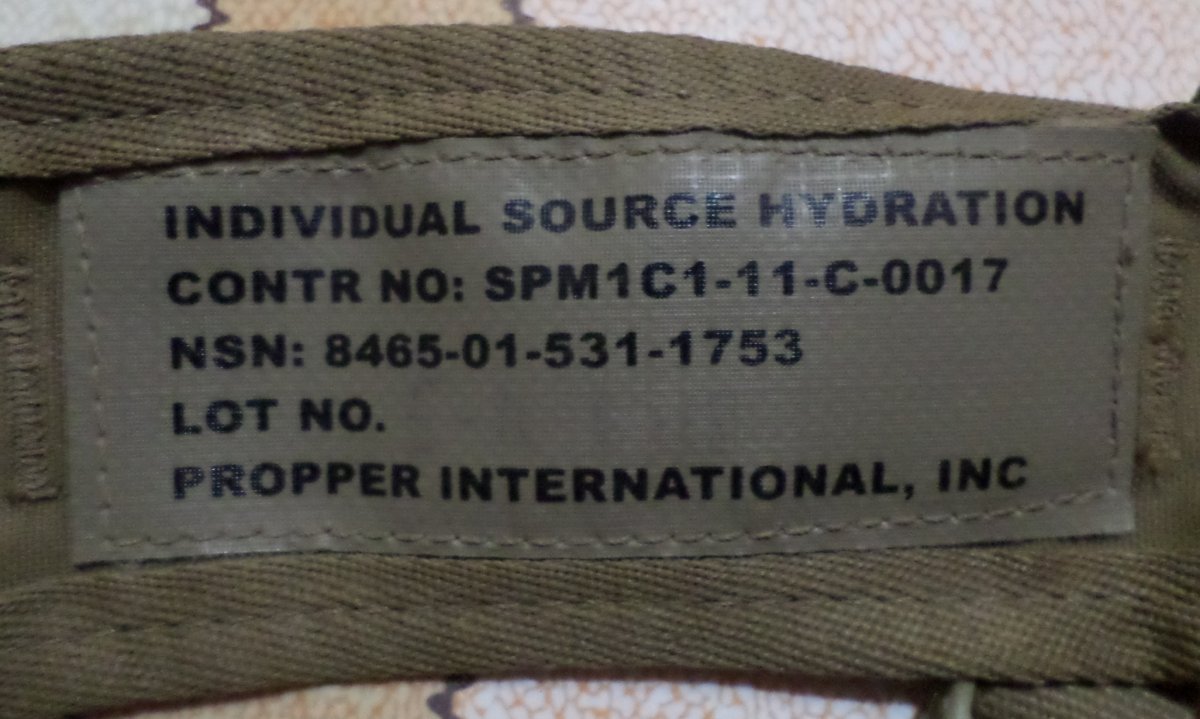 INDIVIDUAL SOURCE HYDRATION
CONTR NO: SPM1C1-11-C-0017
NSN: 8465-01-531-1753
LOT NO.
PROPPER INTERNATIONAL, INC